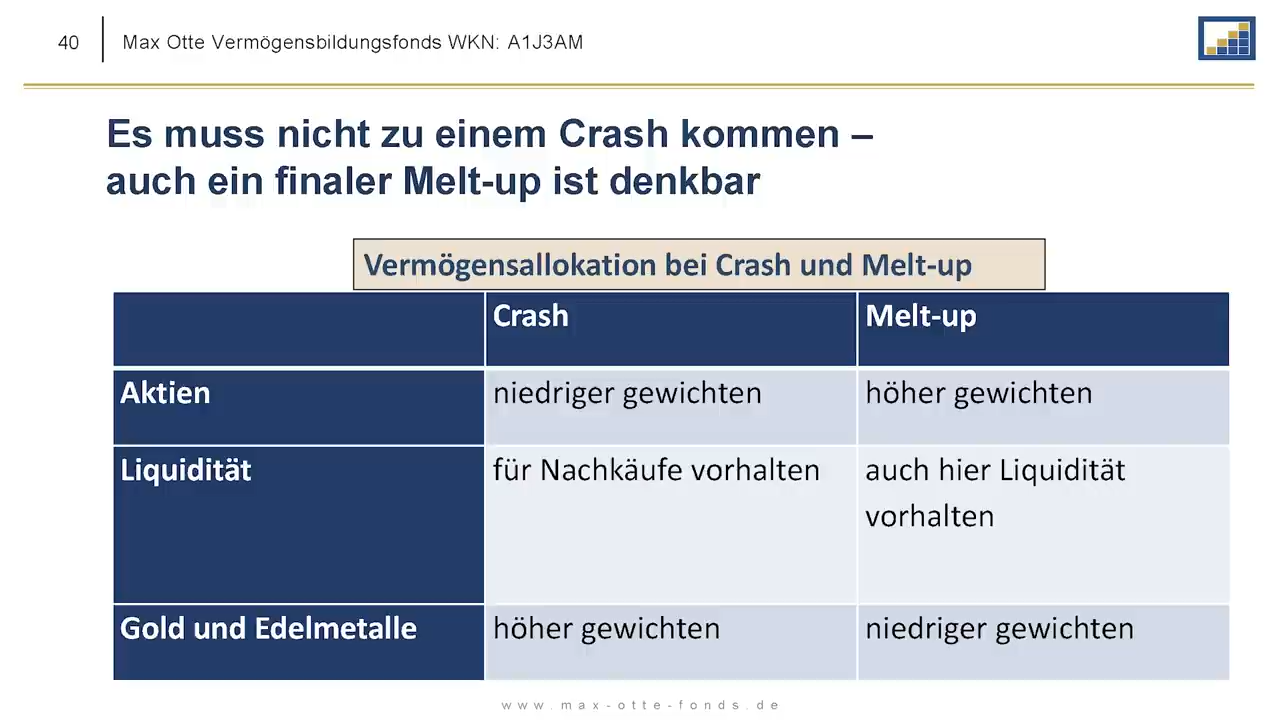 40
Max Otte Vermögensbildungsfonds WKN: A1J3AM
Es muss nicht zu einem Crash kommen –
auch ein finaler Melt-up ist denkbar
Vermögensallokation bei Crash und Melt-up
Crash
Melt-up
Aktien
niedriger gewichten
höher gewichten
Liquidität
für Nachkäufe vorhalten
auch hier Liquidität
vorhalten
Gold und Edelmetalle
höher gewichten
niedriger gewichten
www.max-otte-fonds.de